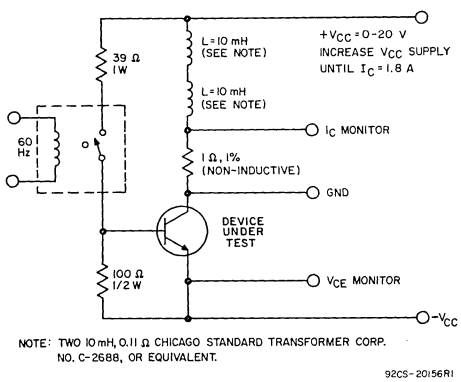 39 Ω
1W
L=10 mH
(SEE NOTE)
L=10 mH
(SEE NOTE)
+VCC=0-20 V
INCREASE VCC SUPPLY
UNTIL IC=1.8 A
60
Hz
IC MONITOR
1 Ω, 1%
(NON-INDUCTIVE)
GND
DEVICE
UNDER
TEST
100 Ω
1/2 W
VCE MONITOR
-VCC
NOTE: TWO 10 mH, 0.11 Ω CHICAGO STANDARD TRANSFORMER CORP.
NO. C-2688, OR EQUIVALENT.
92CS-20156R1